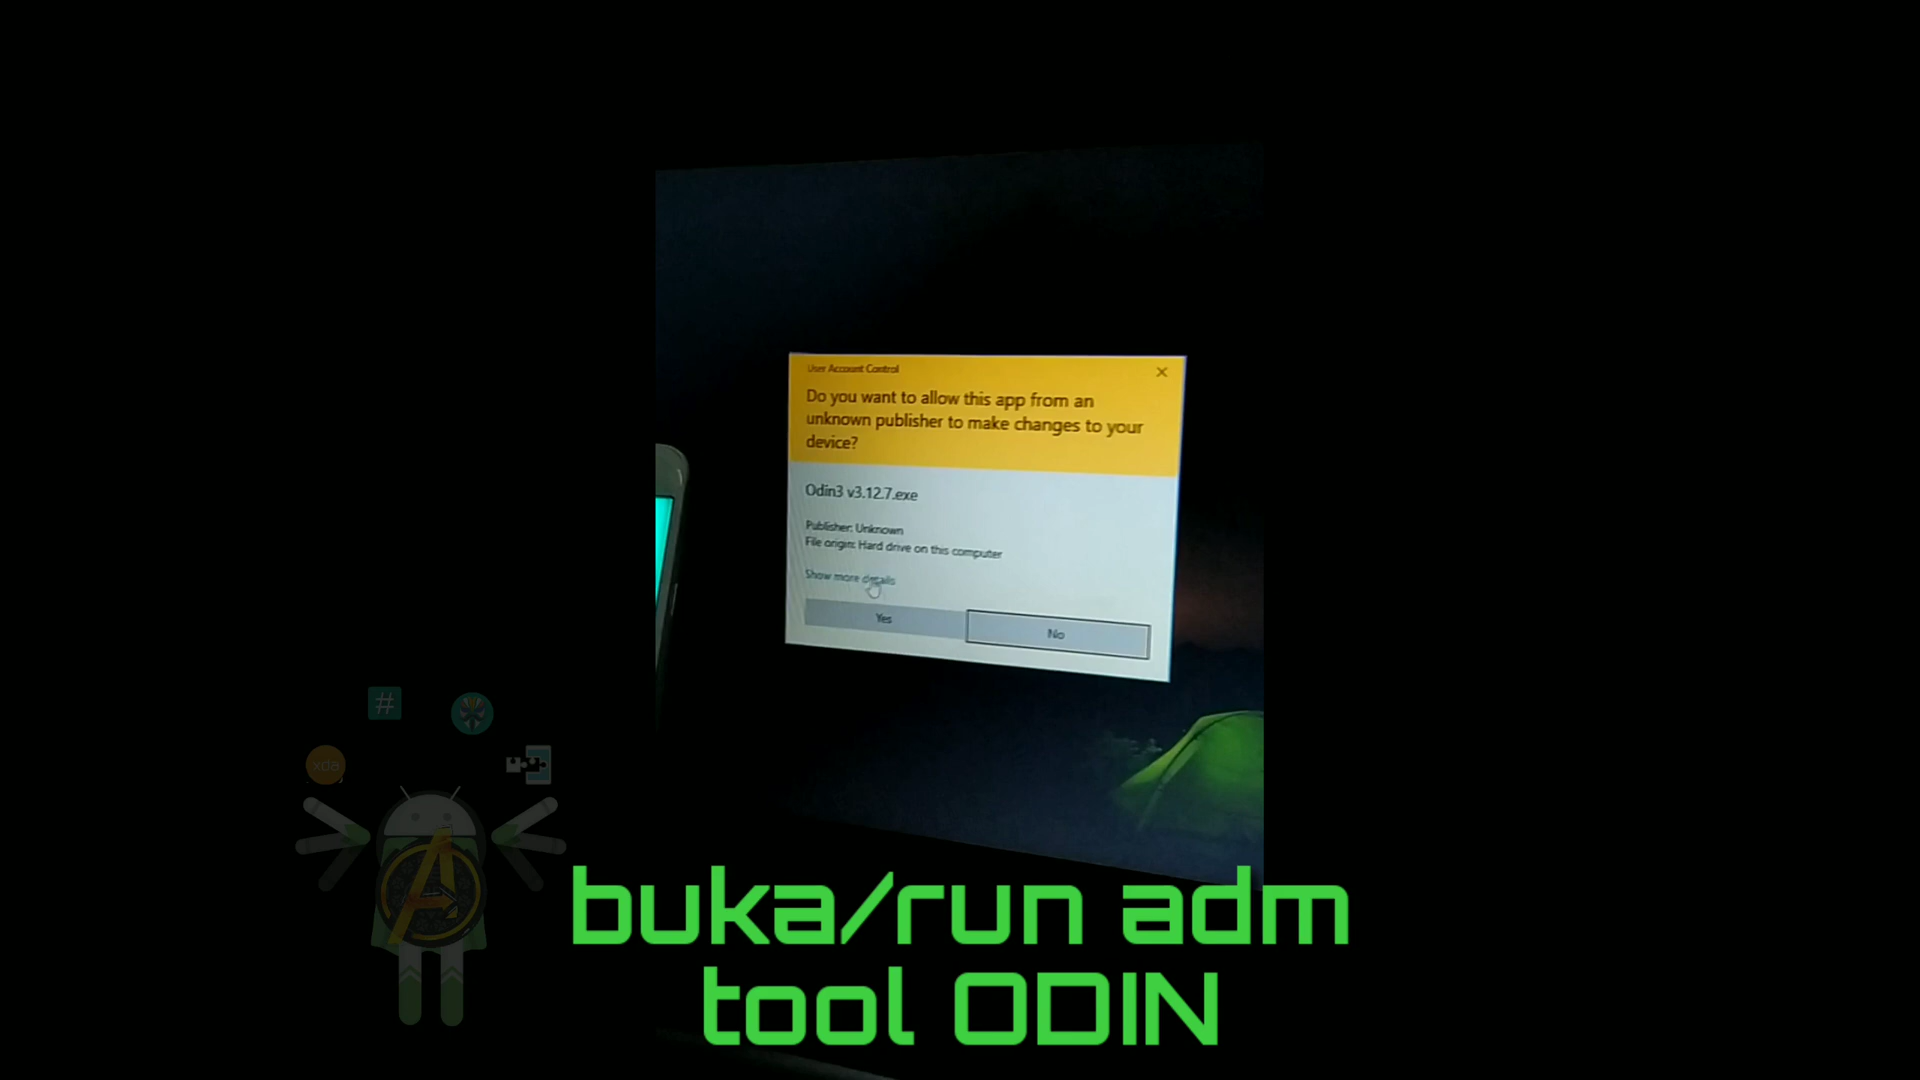 User Account Control
Do you want to allow this app from an
unknown publisher to make changes to your
device?
Odin3 v3.12.7.exe
Publisher: Unknown
File origin: Hard drive on this computer
Show more details
Yes
No
#
xda
buka/run adm
tool ODIN